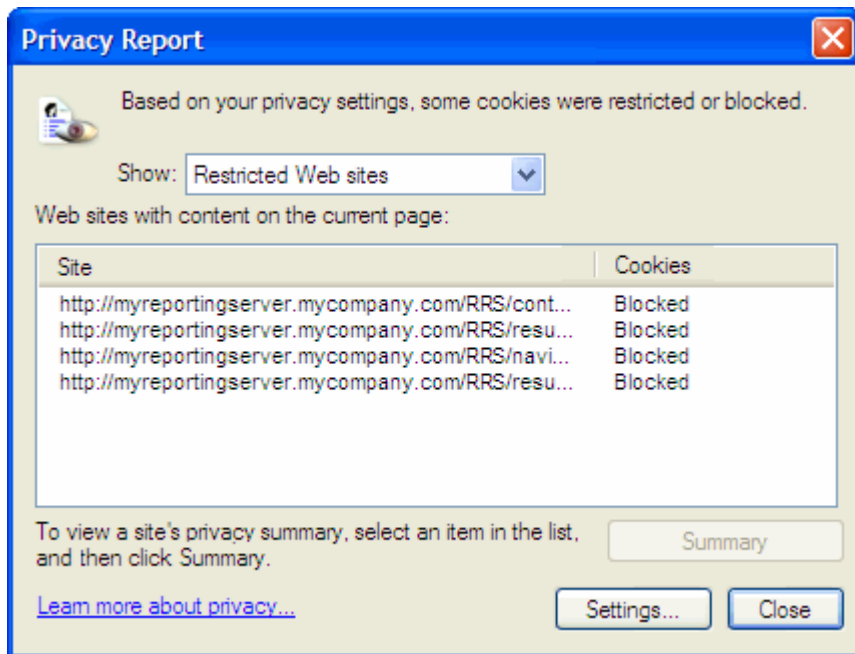 Privacy Report
Based on your privacy settings, some cookies were restricted or blocked.
Show: Restricted Web sites
Web sites with content on the current page:
Site Cookies
http://myreportingserver.mycompany.com/RRS/cont... Blocked
http://myreportingserver.mycompany.com/RRS/resu... Blocked
http://myreportingserver.mycompany.com/RRS/navi... Blocked
http://myreportingserver.mycompany.com/RRS/resu... Blocked
To view a site's privacy summary, select an item in the list,
and then click Summary.
Summary
Learn more about privacy...
Settings... Close